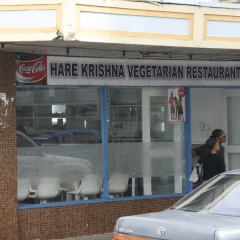 Coca-Cola
HARE KRISHNA VEGETARIAN RESTAURANT